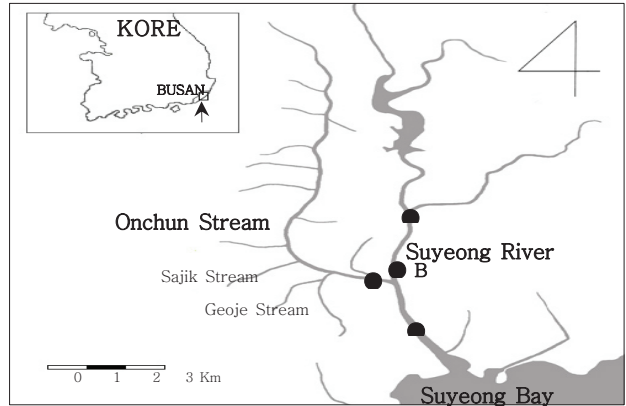 KORE
BUSAN
Onchun Stream
Suyeong River
B
Sajik Stream
Geoje Stream
0 1 2 3 Km
Suyeong Bay